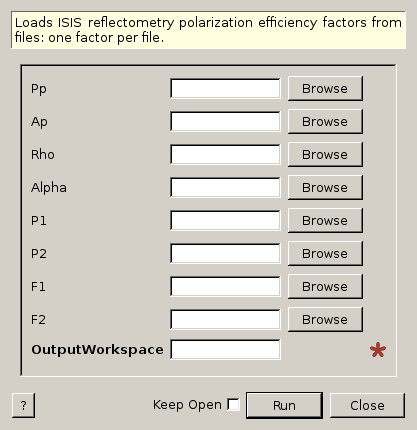 Loads ISIS reflectometry polarization efficiency factors from
files: one factor per file.
Pp Browse
Ap Browse
Rho Browse
Alpha Browse
P1 Browse
P2 Browse
F1 Browse
F2 Browse
OutputWorkspace *
? Keep Open Run Close